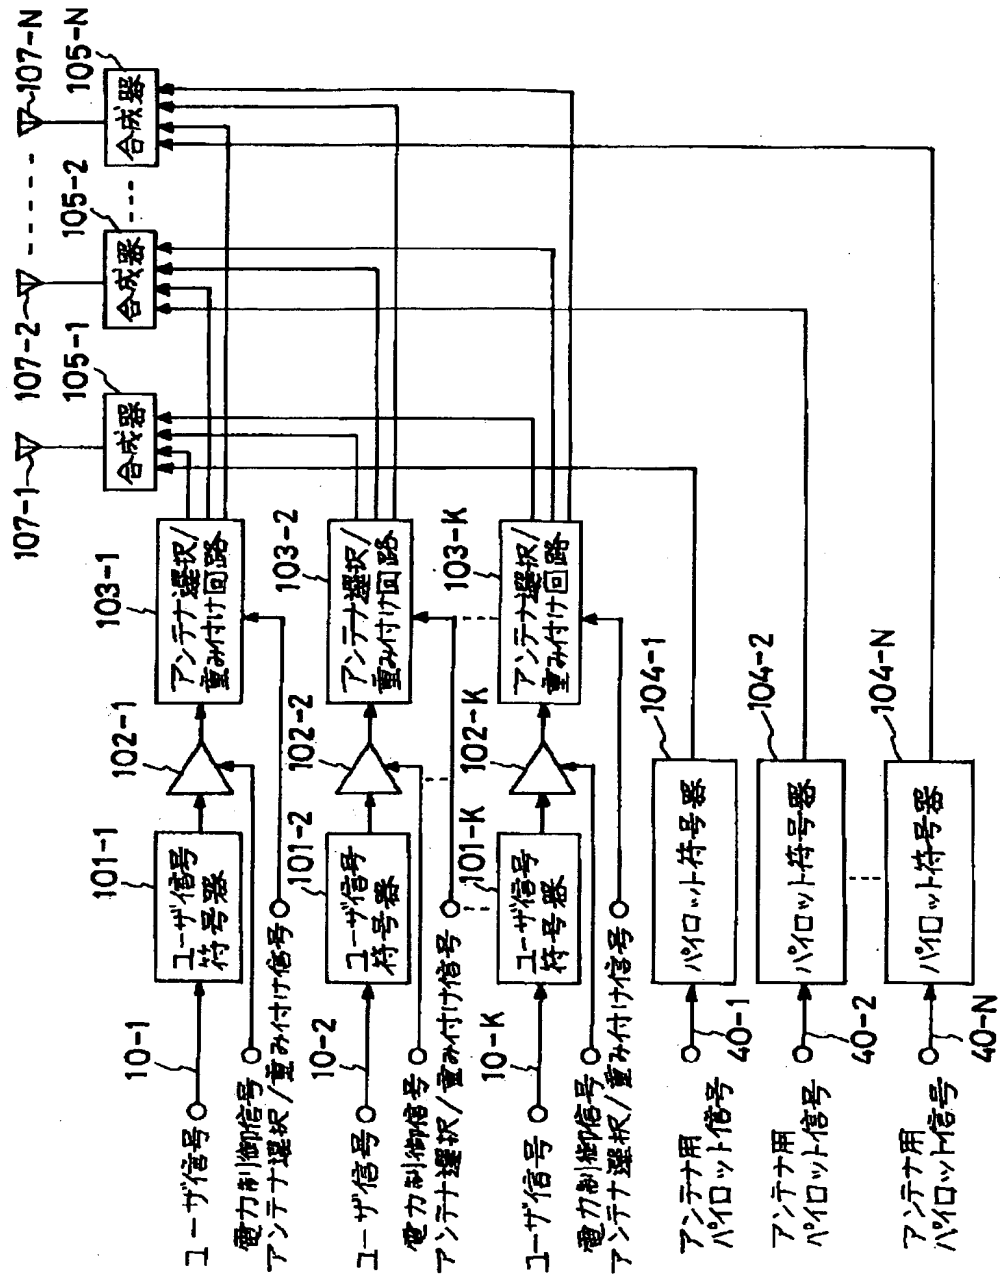 107-1
107-2
107-N
105-1
105-2
105-N
合成器
合成器
合成器
103-1
103-2
103-K
アンテナ選択/
重み付け回路
アンテナ選択/
重み付け回路
アンテナ選択/
重み付け回路
102-1
102-2
102-K
101-1
101-2
101-K
ユーザ信号
符号器
ユーザ信号
符号器
ユーザ信号
符号器
10-1
10-2
10-K
ユーザ信号
電力制御信号
アンテナ選択/重み付け信号
ユーザ信号
電力制御信号
アンテナ選択/重み付け信号
ユーザ信号
電力制御信号
アンテナ選択/重み付け信号
104-1
104-2
104-N
パイロット符号器
パイロット符号器
パイロット符号器
40-1
40-2
40-N
アンテナ用
パイロット信号
アンテナ用
パイロット信号
アンテナ用
パイロット信号